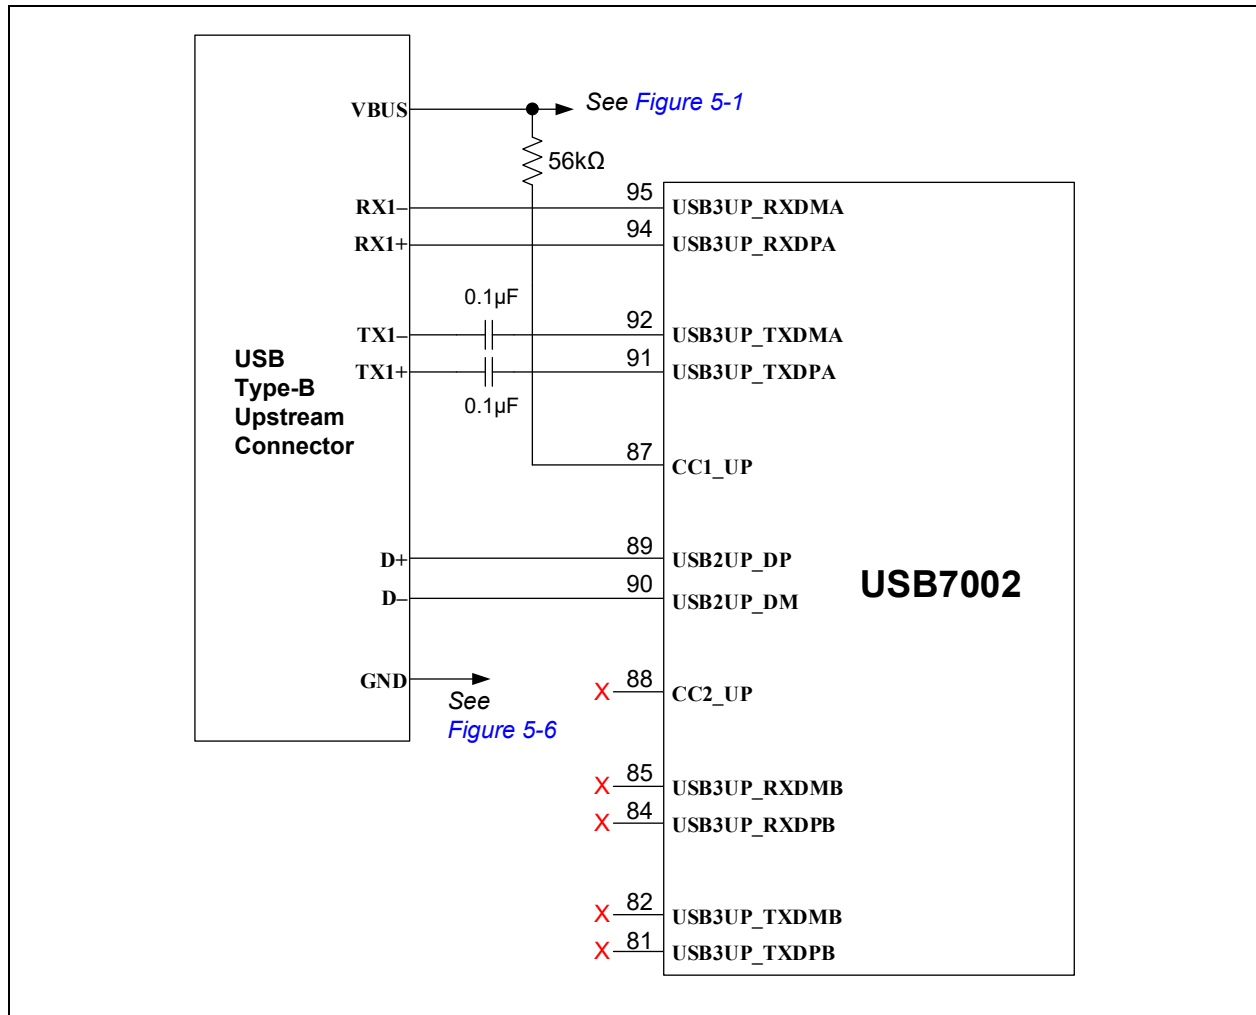 VBUS
See Figure 5-1
56kΩ
RX1–
95
USB3UP_RXDMA
RX1+
94
USB3UP_RXDPA
0.1µF
TX1–
92
USB3UP_TXDMA
TX1+
91
USB3UP_TXDPA
0.1µF
USB
Type-B
Upstream
Connector
87
CC1_UP
D+
89
USB2UP_DP
D–
90
USB2UP_DM
USB7002
GND
See
Figure 5-6
X
88
CC2_UP
X
85
USB3UP_RXDMB
X
84
USB3UP_RXDPB
X
82
USB3UP_TXDMB
X
81
USB3UP_TXDPB